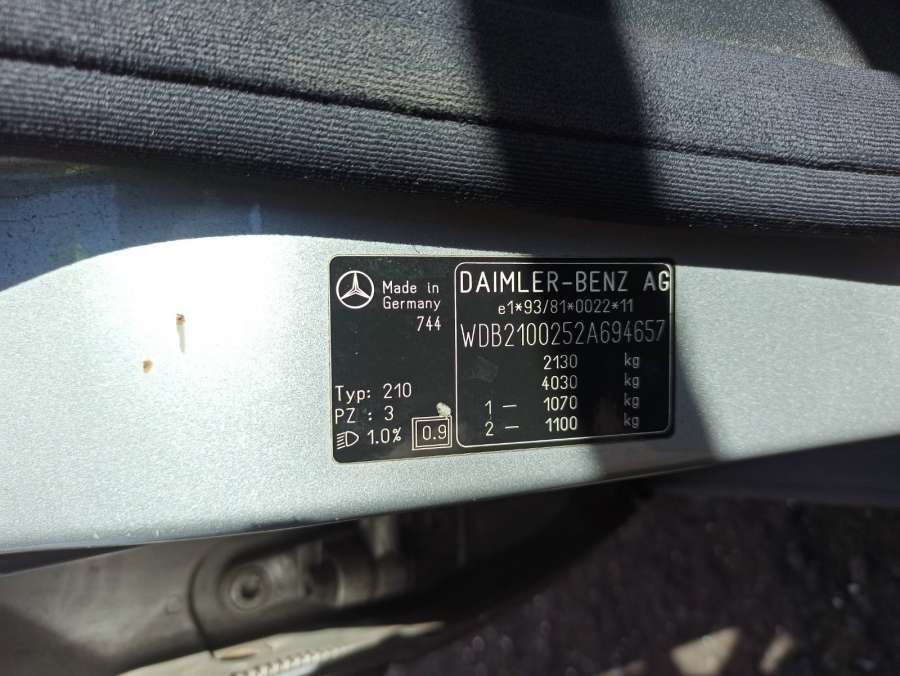 Made in
Germany
744
Typ: 210
PZ : 3
1.0%
0.9
DAIMLER-BENZ AG
e1*93/81*0022*11
WDB2100252A694657
2130 kg
4030 kg
1 — 1070 kg
2 — 1100 kg